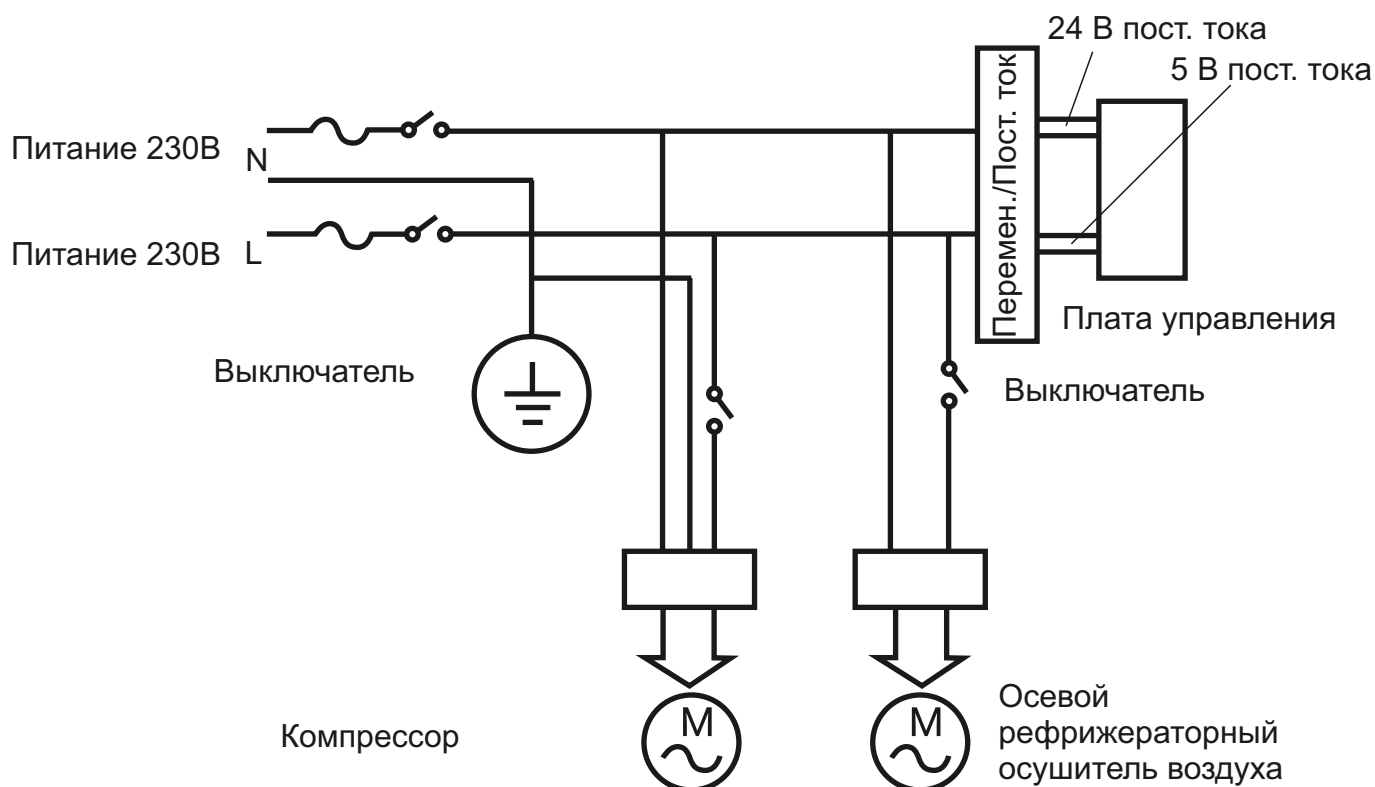 24 В пост. тока
5 В пост. тока
Перемен./Пост. ток
Питание 230В N
Питание 230В L
Плата управления
Выключатель
Выключатель
Компрессор
M
M
Осевой
рефрижераторный
осушитель воздуха